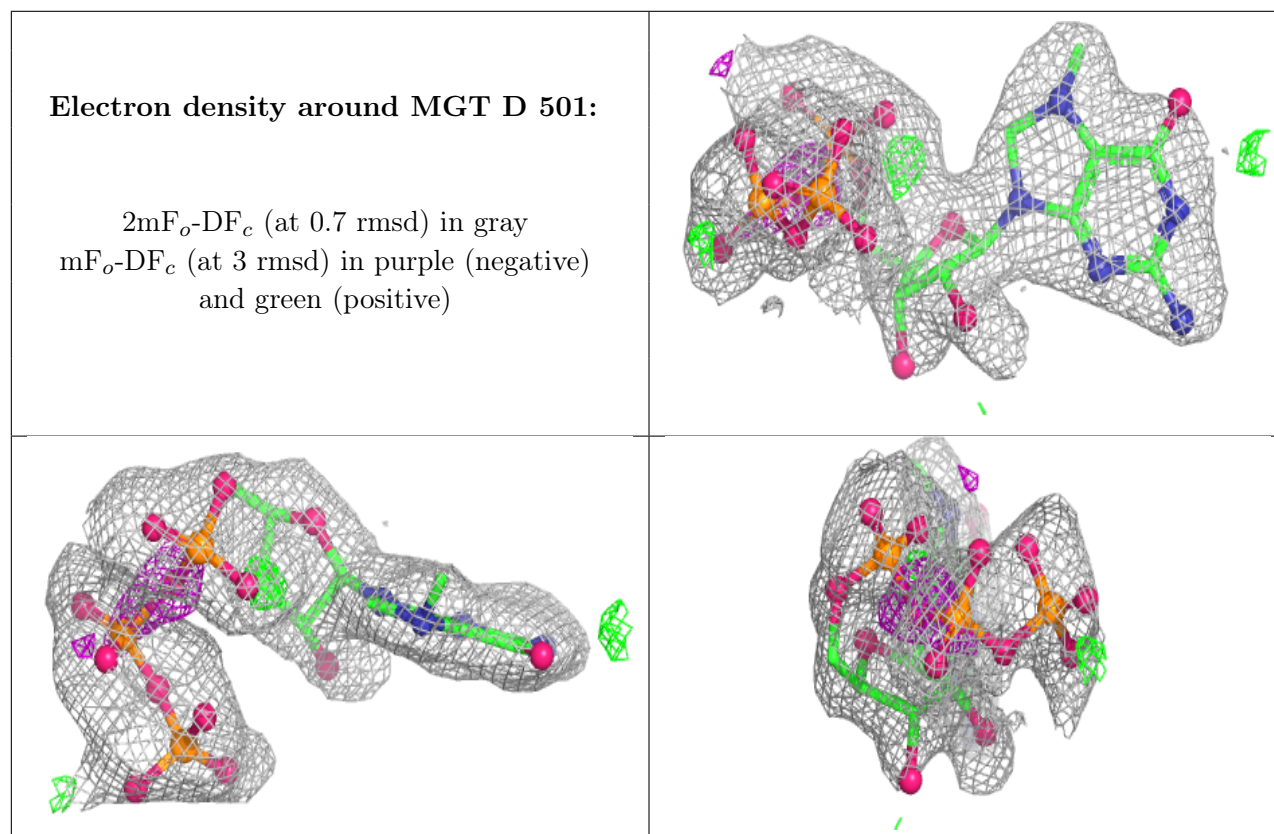 Electron density around MGT D 501:
2mFₒ-DF𝒸 (at 0.7 rmsd) in gray
mFₒ-DF𝒸 (at 3 rmsd) in purple (negative)
and green (positive)